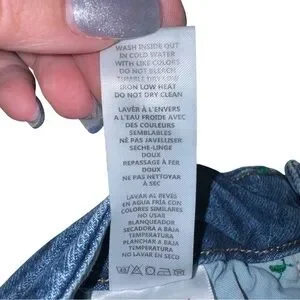 WASH INSIDE OUT
IN COLD WATER
WITH LIKE COLORS
DO NOT BLEACH
TUMBLE DRY LOW
IRON LOW HEAT
DO NOT DRY CLEAN
LAVER À L'ENVERS
A L'EAU FROIDE AVEC
DES COULEURS
SEMBLABLES
NE PAS JAVELLISER
SECHE-LINGE
DOUX
REPASSAGE À FER
DOUX
NE PAS NETTOYAR
À SEC
LAVAR AL REVES
EN AGUA FRÍA CON
COLORES SIMILARES
NO USAR
BLANQUEADOR
SECADORA A BAJA
TEMPERATURA
PLANCHAR A BAJA
TEMPERATURA
NO LAVAR EN SECO